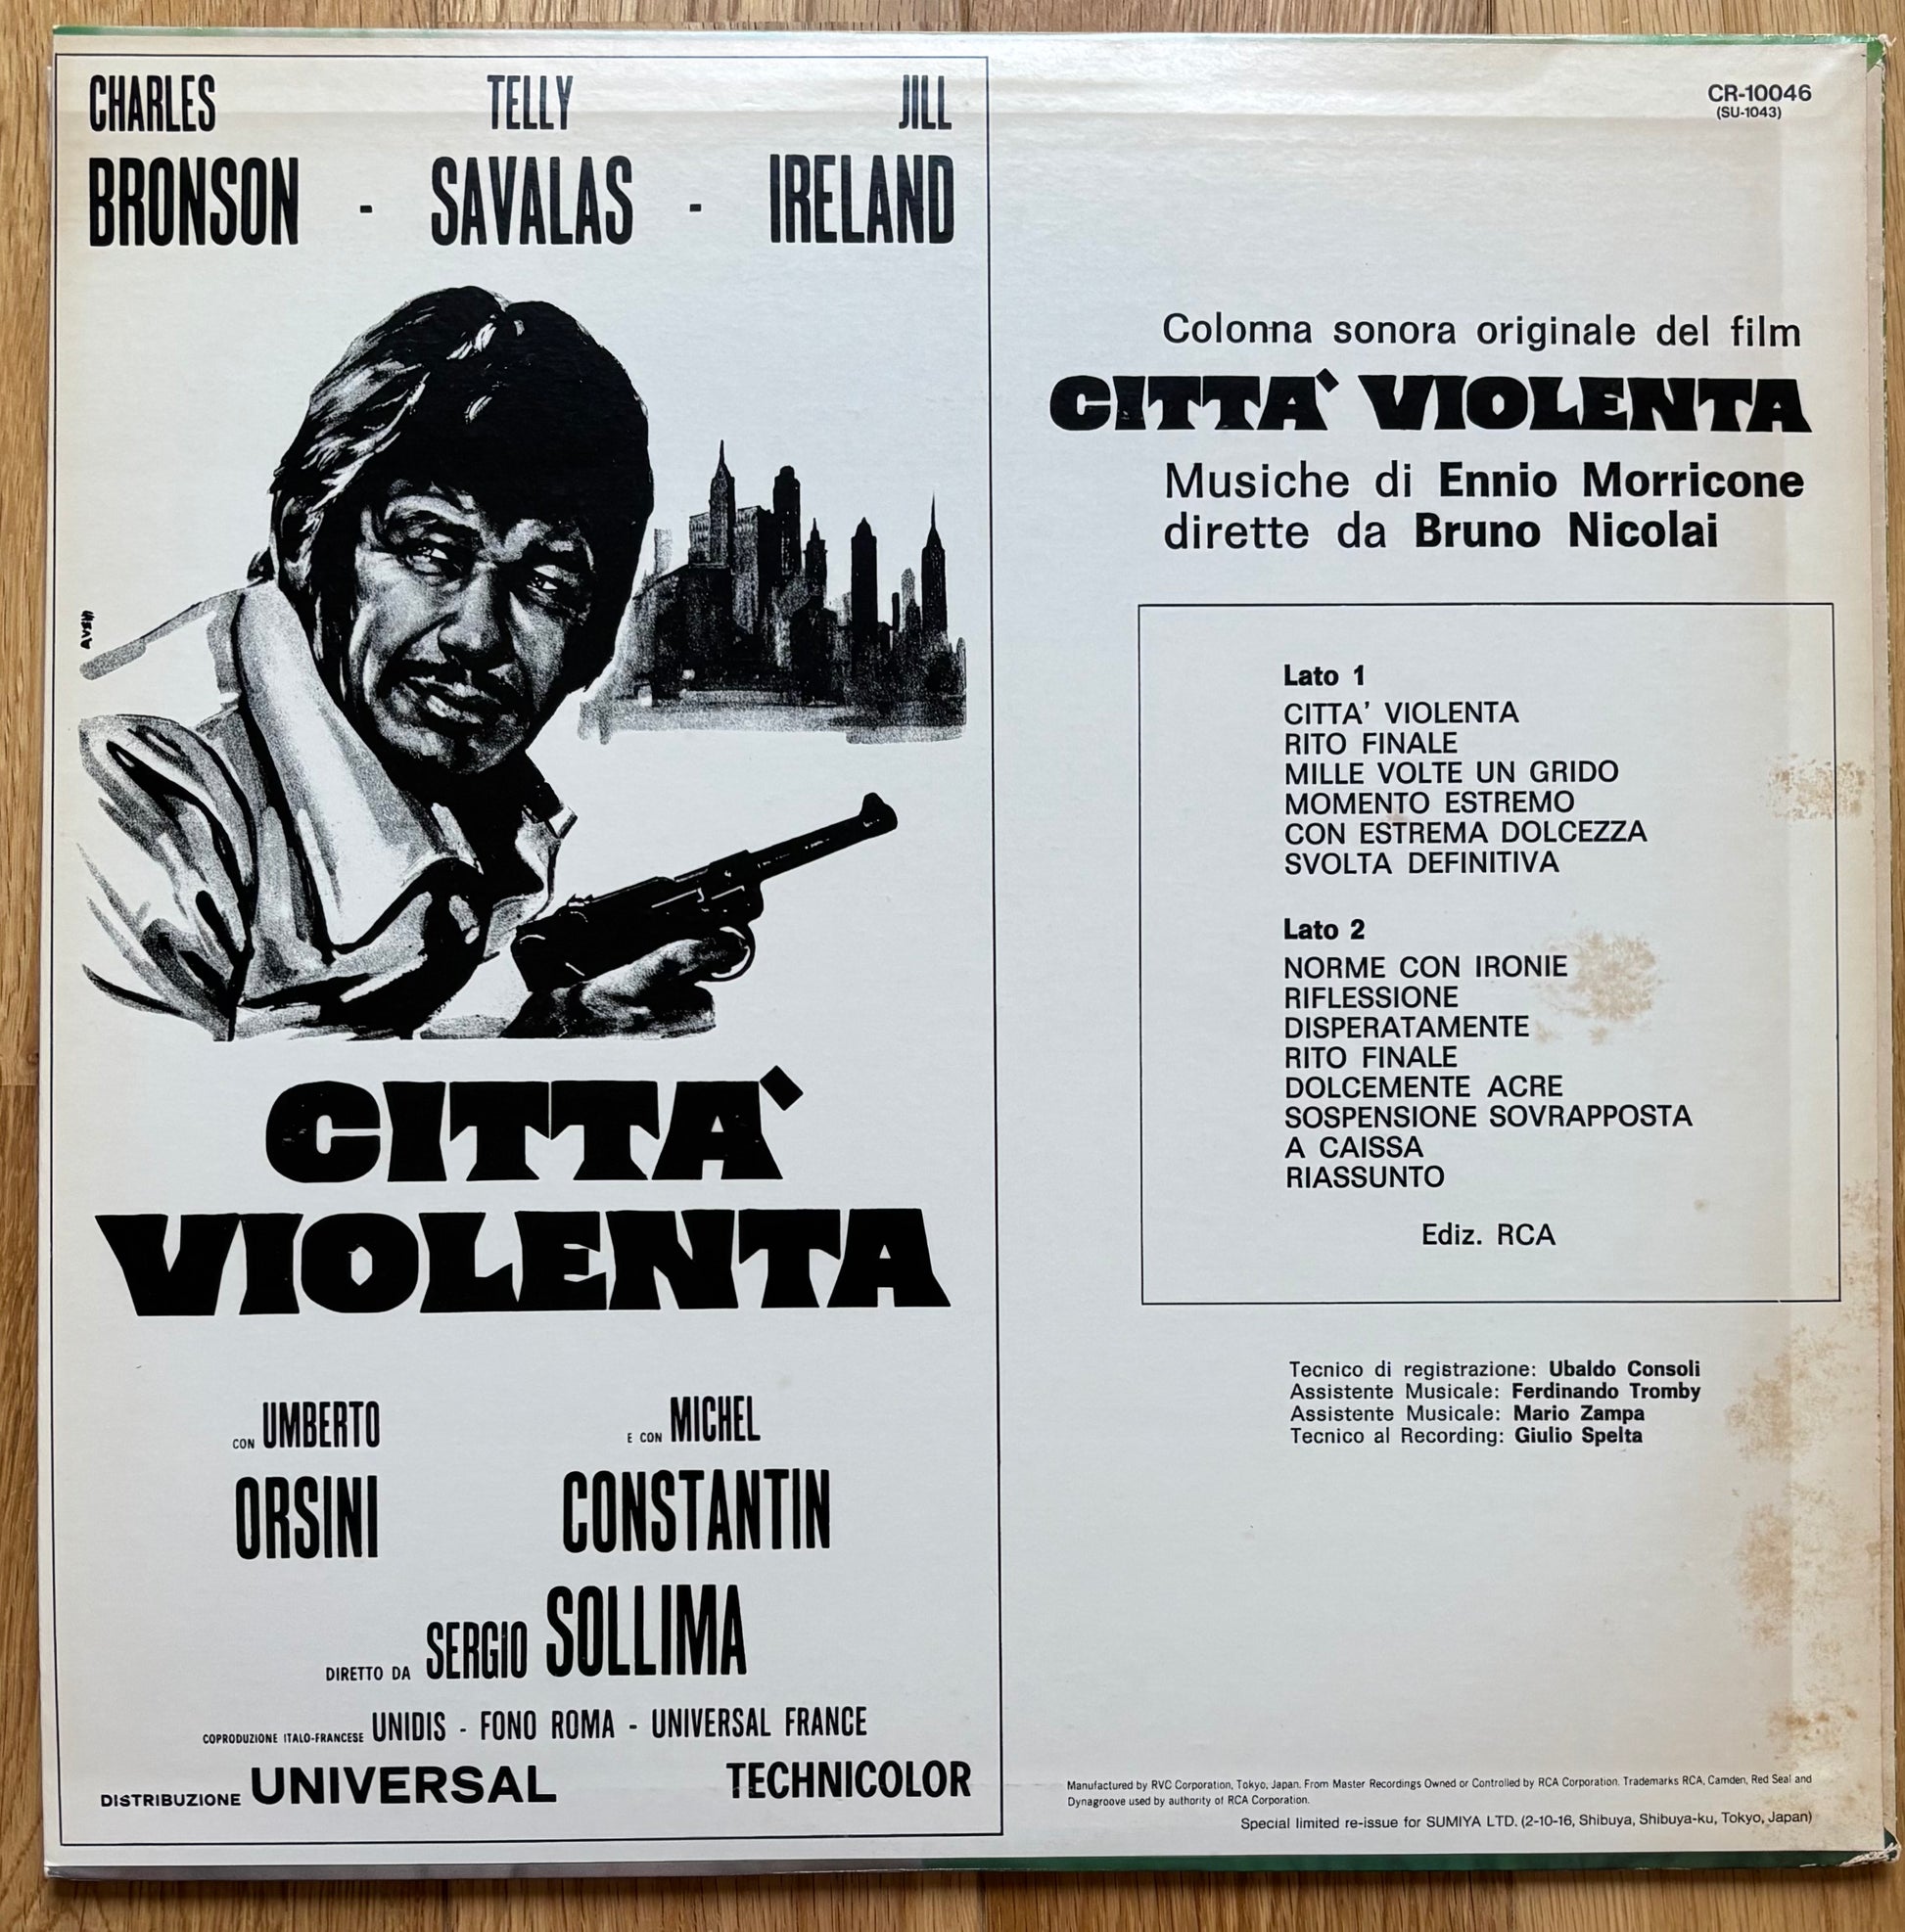 CHARLES TELLY JILL
BRONSON - SAVALAS - IRELAND
CITTA`
VIOLENTA
CON UMBERTO E CON MICHEL
ORSINI CONSTANTIN
DIRETTO DA SERGIO SOLLIMA
COPRODUZIONE ITALO-FRANCESE UNIDIS - FONO ROMA - UNIVERSAL FRANCE
DISTRIBUZIONE UNIVERSAL TECHNICOLOR
CR-10046
(SU-1043)
Colonna sonora originale del film
CITTA` VIOLENTA
Musiche di Ennio Morricone
dirette da Bruno Nicolai
Lato 1
CITTA' VIOLENTA
RITO FINALE
MILLE VOLTE UN GRIDO
MOMENTO ESTREMO
CON ESTREMA DOLCEZZA
SVOLTA DEFINITIVA
Lato 2
NORME CON IRONIE
RIFLESSIONE
DISPERATAMENTE
RITO FINALE
DOLCEMENTE ACRE
SOSPENSIONE SOVRAPPOSTA
A CAISSA
RIASSUNTO
Ediz. RCA
Tecnico di registrazione: Ubaldo Consoli
Assistente Musicale: Ferdinando Tromby
Assistente Musicale: Mario Zampa
Tecnico al Recording: Giulio Spelta
Manufactured by RVC Corporation, Tokyo, Japan. From Master Recordings Owned or Controlled by RCA Corporation. Trademarks RCA, Camden, Red Seal and
Dynagroove used by authority of RCA Corporation.
Special limited re-issue for SUMIYA LTD. (2-10-16, Shibuya, Shibuya-ku, Tokyo, Japan)